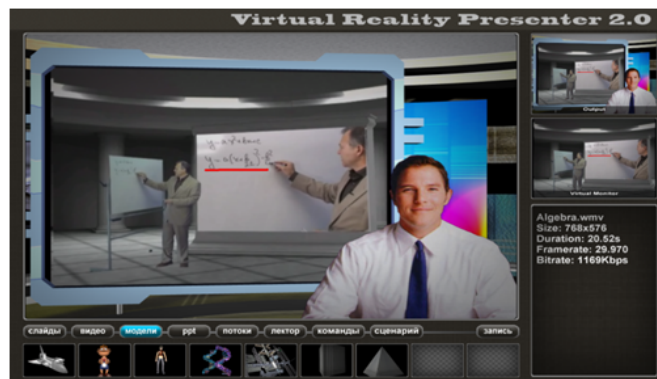 Virtual Reality Presenter 2.0
Output
Virtual Monitor
Algebra.wmv
Size: 768x576
Duration: 20.52s
Framerate: 29.970
Bitrate: 1169Kbps
слайды видео модели ppt потоки лектор команды сценарий запись